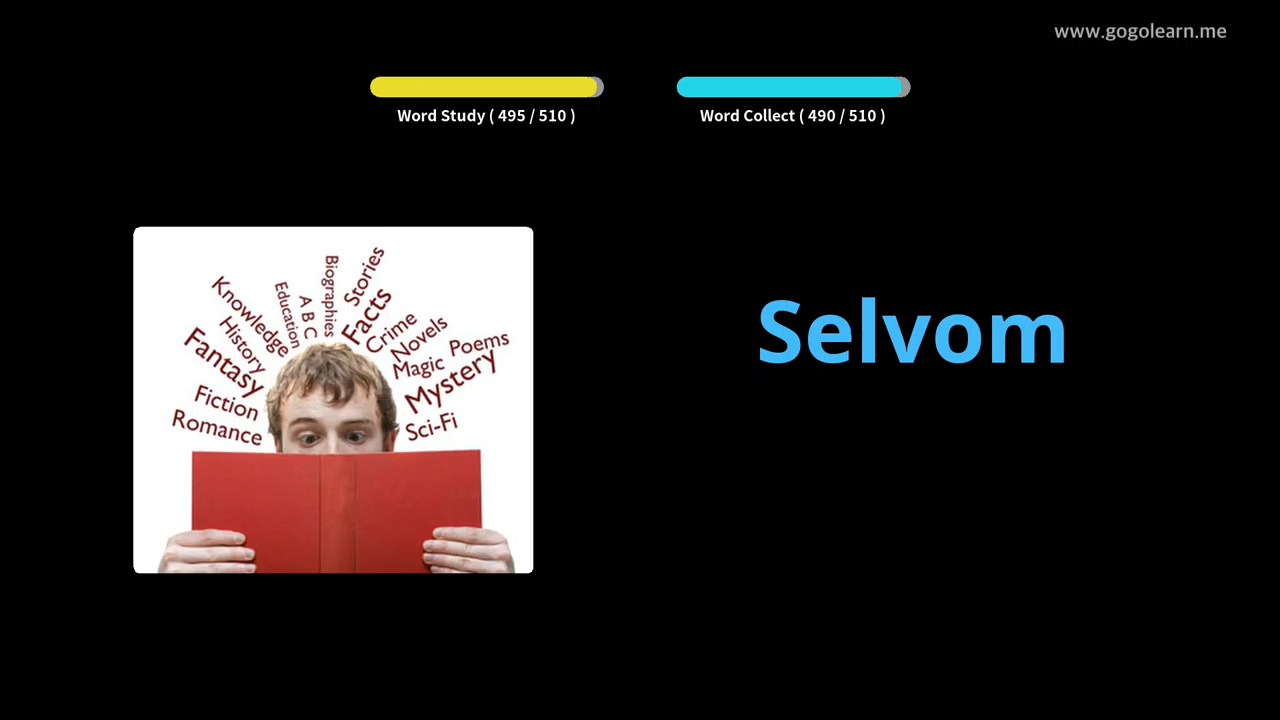 www.gogolearn.me
Word Study ( 495 / 510 )
Word Collect ( 490 / 510 )
Selvom
Biographies
Stories
Education
A B C
Facts
Knowledge
Crime
History
Novels
Fantasy
Magic
Poems
Mystery
Fiction
Romance
Sci-Fi